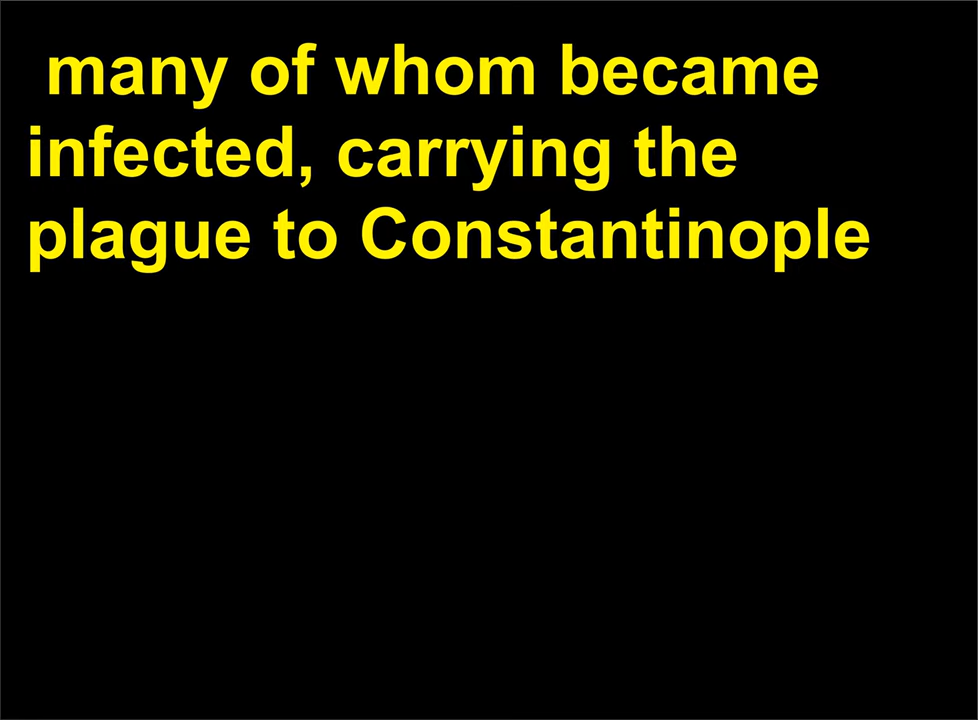 many of whom became
infected, carrying the
plague to Constantinople